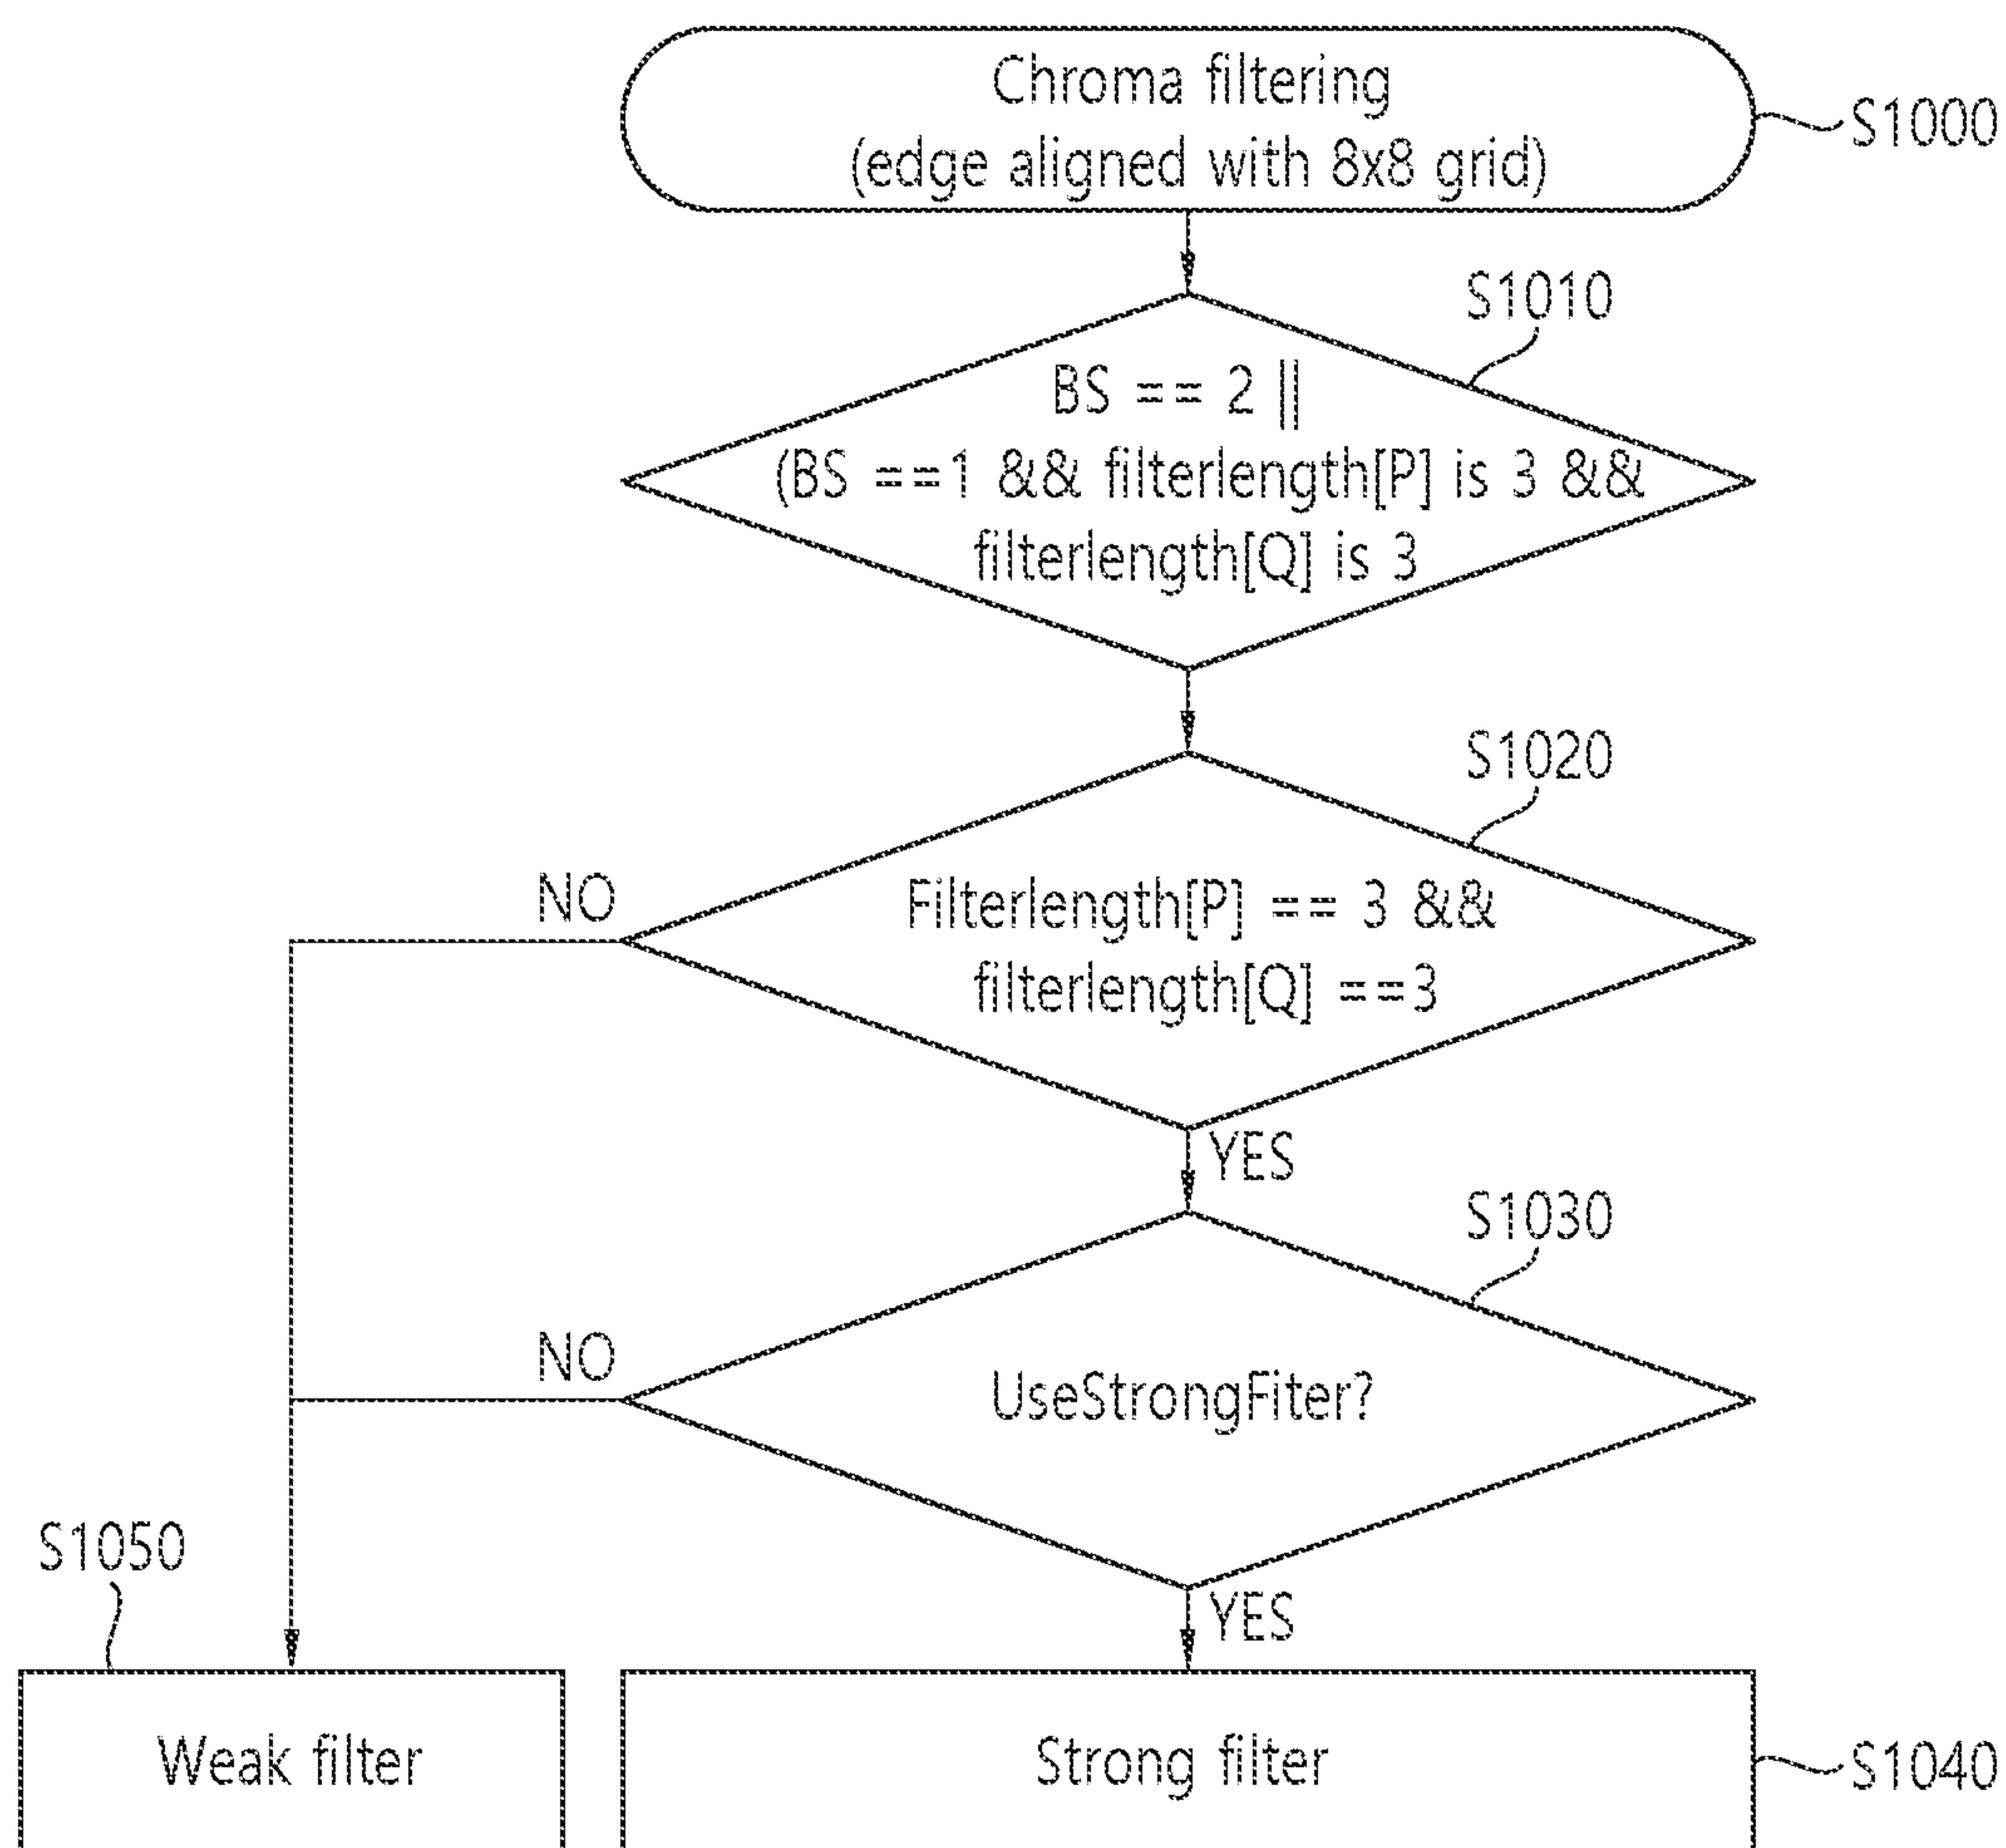 Chroma filtering
(edge aligned with 8x8 grid)
S1000
S1010
BS == 2 ||
(BS ==1 && filterlength[P] is 3 &&
filterlength[Q] is 3
S1020
NO
Filterlength[P] == 3 &&
filterlength[Q] ==3
YES
S1030
NO
UseStrongFiter?
S1050
YES
Weak filter
Strong filter
S1040